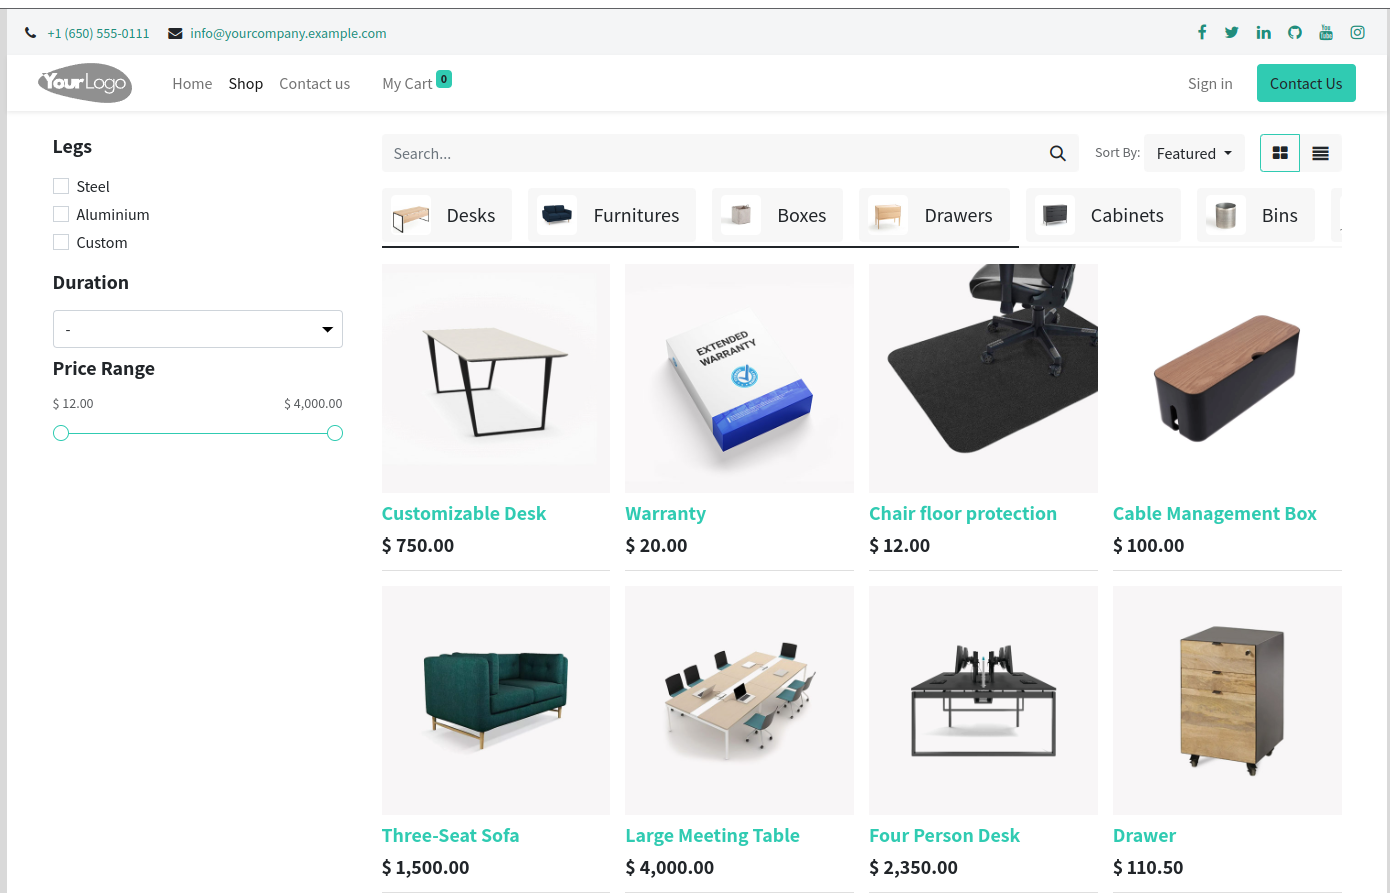 +1 (650) 555-0111 info@yourcompany.example.com
YourLogo Home Shop Contact us My Cart 0 Sign in Contact Us
Legs
Steel
Aluminium
Custom
Duration
-
Price Range
$ 12.00 $ 4,000.00
Search... Sort By: Featured
Desks Furnitures Boxes Drawers Cabinets Bins
EXTENDED
WARRANTY
Customizable Desk Warranty Chair floor protection Cable Management Box
$ 750.00 $ 20.00 $ 12.00 $ 100.00
Three-Seat Sofa Large Meeting Table Four Person Desk Drawer
$ 1,500.00 $ 4,000.00 $ 2,350.00 $ 110.50